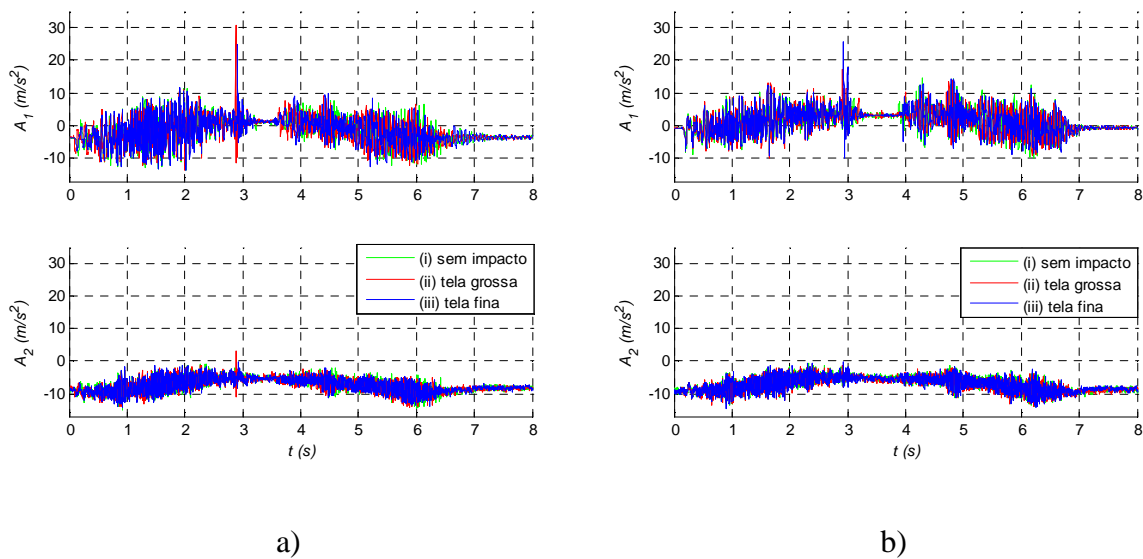 30
20
10
0
-10
A1 (m/s2)
0 1 2 3 4 5 6 7 8
30
20
10
0
-10
A2 (m/s2)
(i) sem impacto
(ii) tela grossa
(iii) tela fina
0 1 2 3 4 5 6 7 8
t (s)
a)
30
20
10
0
-10
A1 (m/s2)
0 1 2 3 4 5 6 7 8
30
20
10
0
-10
A2 (m/s2)
(i) sem impacto
(ii) tela grossa
(iii) tela fina
0 1 2 3 4 5 6 7 8
t (s)
b)